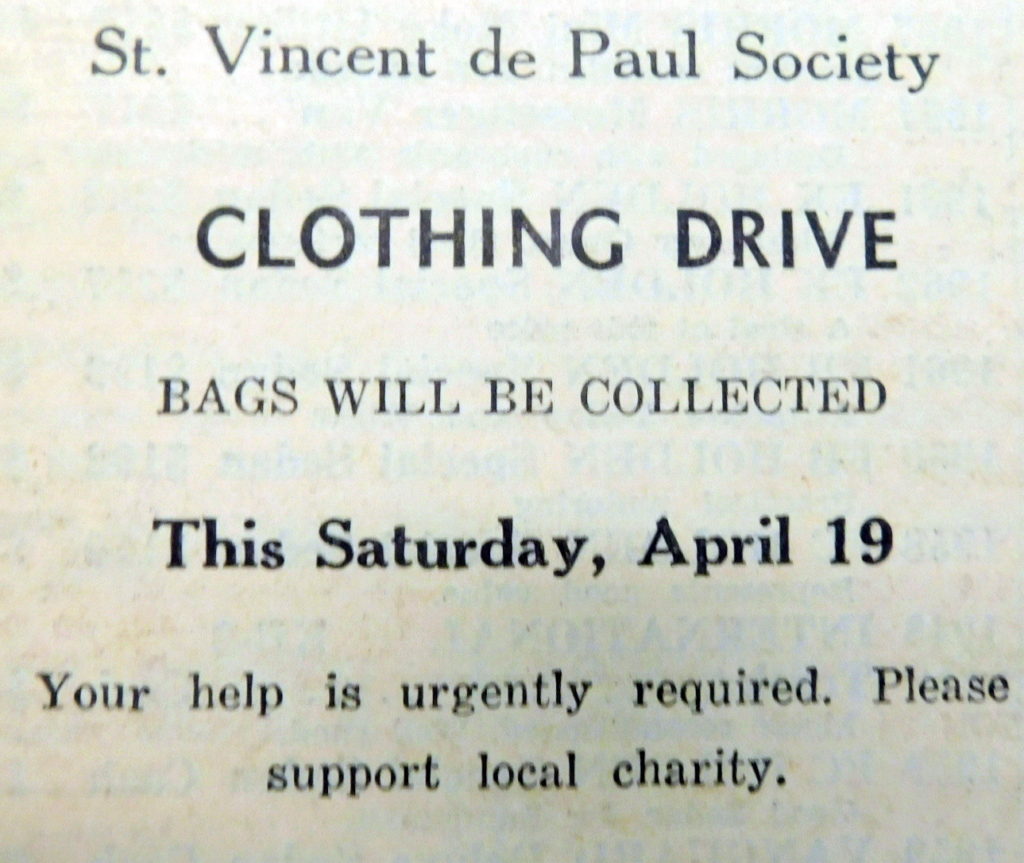 St. Vincent de Paul Society
CLOTHING DRIVE
BAGS WILL BE COLLECTED
This Saturday, April 19
Your help is urgently required. Please
support local charity.